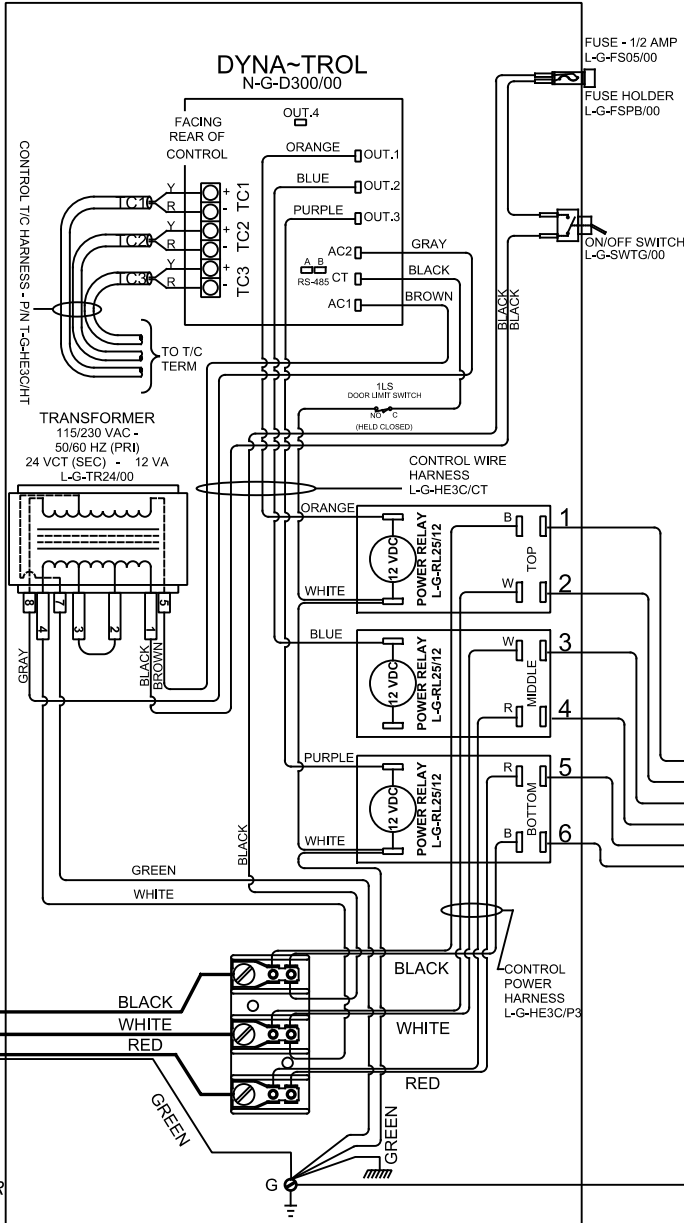 DYNA~TROL
N-G-D300/00
FUSE - 1/2 AMP
L-G-FS05/00
FUSE HOLDER
L-G-FSPB/00
ON/OFF SWITCH
L-G-SWTG/00
FACING
REAR OF
CONTROL
OUT.4
ORANGE
OUT.1
BLUE
OUT.2
PURPLE
OUT.3
AC2
GRAY
A B
RS-485
CT
BLACK
AC1
BROWN
C1
Y
R
+
-
TC1
C2
Y
R
+
-
TC2
C3
Y
R
+
-
TC3
CONTROL T/C HARNESS - P/N T-G-HE3C/HT
TO T/C
TERM
BLACK
BLACK
1LS
DOOR LIMIT SWITCH
NO C
(HELD CLOSED)
TRANSFORMER
115/230 VAC -
50/60 HZ (PRI)
24 VCT (SEC) - 12 VA
L-G-TR24/00
CONTROL WIRE
HARNESS
L-G-HE3C/CT
8
4
7
3
2
1
5
GRAY
BLACK
BROWN
ORANGE
WHITE
12 VDC
POWER RELAY
L-G-RL25/12
B
W
TOP
1
2
BLUE
12 VDC
POWER RELAY
L-G-RL25/12
W
R
MIDDLE
3
4
PURPLE
WHITE
12 VDC
POWER RELAY
L-G-RL25/12
R
B
BOTTOM
5
6
BLACK
GREEN
WHITE
CONTROL
POWER
HARNESS
L-G-HE3C/P3
BLACK
WHITE
RED
BLACK
WHITE
RED
GREEN
GREEN
G
R